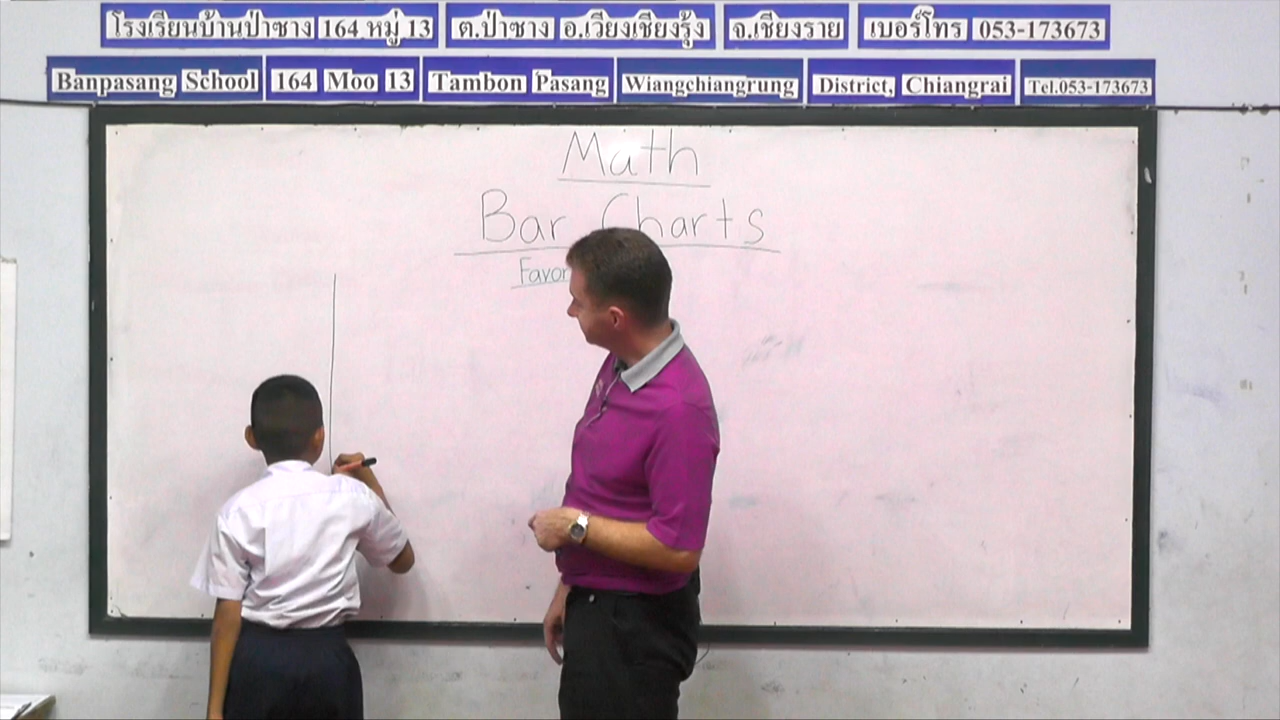 โรงเรียนบ้านป่าซาง 164 หมู่ 13 ต.ป่าซาง อ.เวียงเชียงรุ้ง จ.เชียงราย เบอร์โทร 053-173673
Banpasang School 164 Moo 13 Tambon Pasang Wiangchiangrung District, Chiangrai Tel.053-173673
Math
Bar Charts